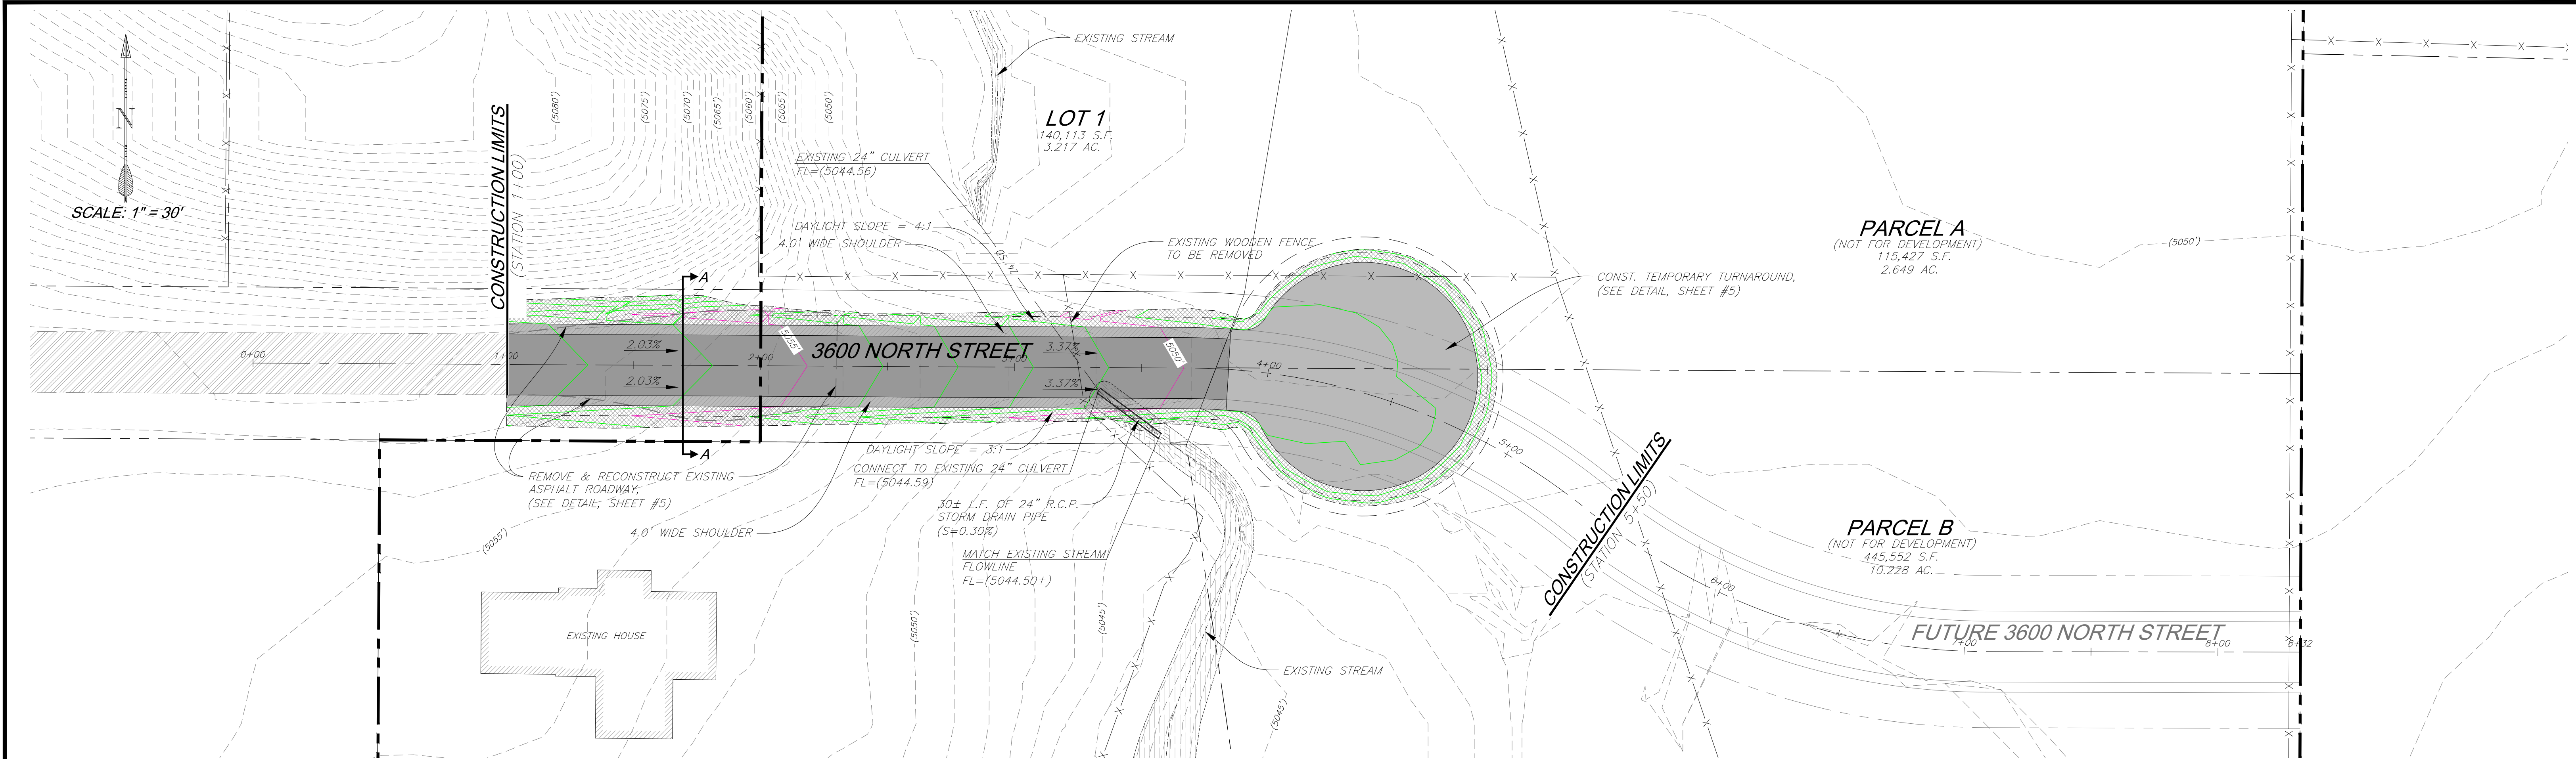 N
SCALE: 1" = 30'
CONSTRUCTION LIMITS
(STATION 1+00)
(5080')
(5075')
(5070')
(5065')
(5060')
(5055')
(5050')
EXISTING STREAM
LOT 1
140,113 S.F.
3.217 AC.
EXISTING 24" CULVERT
FL=(5044.56)
DAYLIGHT SLOPE = 4:1
4.0' WIDE SHOULDER
24" SD
EXISTING WOODEN FENCE
TO BE REMOVED
CONST. TEMPORARY TURNAROUND,
(SEE DETAIL, SHEET #5)
PARCEL A
(NOT FOR DEVELOPMENT)
115,427 S.F.
2.649 AC.
(5050')
A
A
0+00
1+00
2+00
3+00
4+00
5+00
6+00
7+00
8+00
8+32
2.03%
2.03%
5055'
3600 NORTH STREET
3.37%
3.37%
5050'
REMOVE & RECONSTRUCT EXISTING
ASPHALT ROADWAY,
(SEE DETAIL, SHEET #5)
4.0' WIDE SHOULDER
DAYLIGHT SLOPE = 3:1
CONNECT TO EXISTING 24" CULVERT
FL=(5044.59)
30± L.F. OF 24" R.C.P.
STORM DRAIN PIPE
(S=0.30%)
MATCH EXISTING STREAM
FLOWLINE
FL=(5044.50±)
(5055')
EXISTING HOUSE
(5050')
(5045')
EXISTING STREAM
(5045')
CONSTRUCTION LIMITS
(STATION 5+50)
PARCEL B
(NOT FOR DEVELOPMENT)
445,552 S.F.
10.228 AC.
FUTURE 3600 NORTH STREET